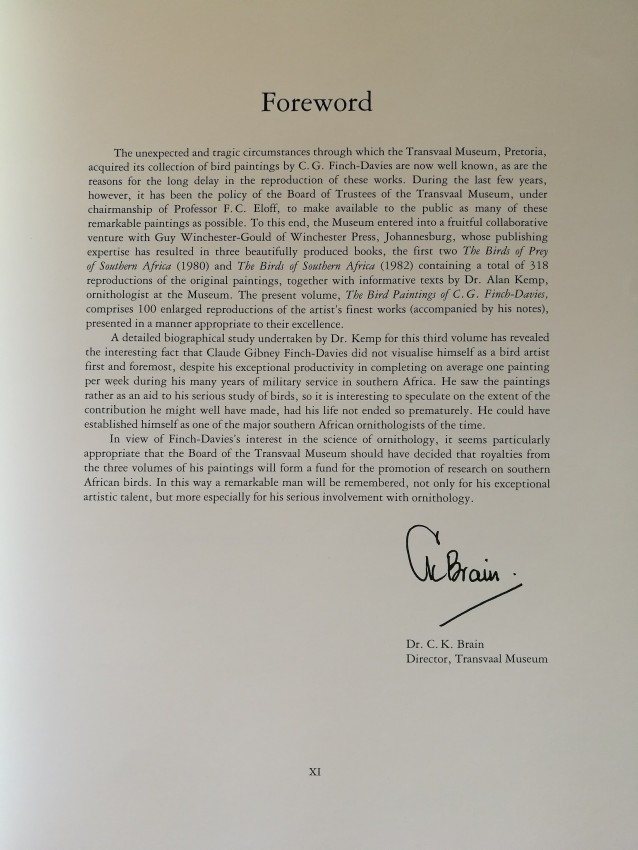 Foreword
The unexpected and tragic circumstances through which the Transvaal Museum, Pretoria,
acquired its collection of bird paintings by C. G. Finch-Davies are now well known, as are the
reasons for the long delay in the reproduction of these works. During the last few years,
however, it has been the policy of the Board of Trustees of the Transvaal Museum, under
chairmanship of Professor F. C. Eloff, to make available to the public as many of these
remarkable paintings as possible. To this end, the Museum entered into a fruitful collaborative
venture with Guy Winchester-Gould of Winchester Press, Johannesburg, whose publishing
expertise has resulted in three beautifully produced books, the first two The Birds of Prey
of Southern Africa (1980) and The Birds of Southern Africa (1982) containing a total of 318
reproductions of the original paintings, together with informative texts by Dr. Alan Kemp,
ornithologist at the Museum. The present volume, The Bird Paintings of C. G. Finch-Davies,
comprises 100 enlarged reproductions of the artist's finest works (accompanied by his notes),
presented in a manner appropriate to their excellence.
A detailed biographical study undertaken by Dr. Kemp for this third volume has revealed
the interesting fact that Claude Gibney Finch-Davies did not visualise himself as a bird artist
first and foremost, despite his exceptional productivity in completing on average one painting
per week during his many years of military service in southern Africa. He saw the paintings
rather as an aid to his serious study of birds, so it is interesting to speculate on the extent of the
contribution he might well have made, had his life not ended so prematurely. He could have
established himself as one of the major southern African ornithologists of the time.
In view of Finch-Davies's interest in the science of ornithology, it seems particularly
appropriate that the Board of the Transvaal Museum should have decided that royalties from
the three volumes of his paintings will form a fund for the promotion of research on southern
African birds. In this way a remarkable man will be remembered, not only for his exceptional
artistic talent, but more especially for his serious involvement with ornithology.
CK Brain.
Dr. C. K. Brain
Director, Transvaal Museum
XI